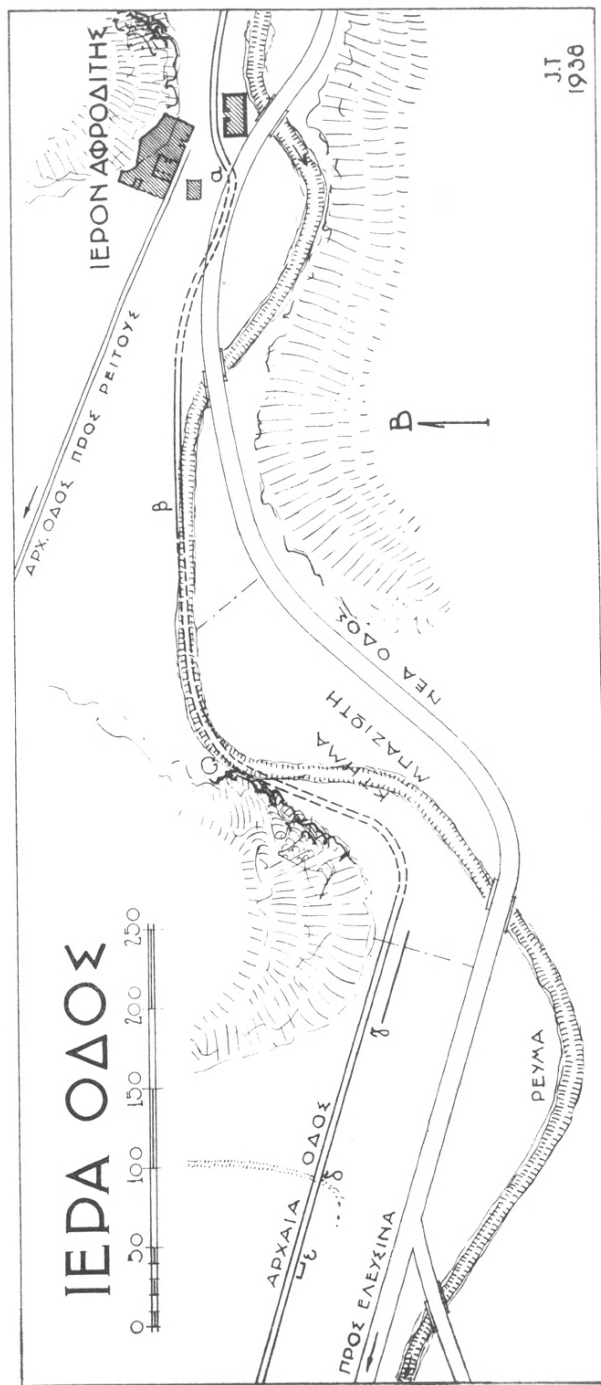 ΙΕΡΑ ΟΔΟΣ
0 50 100 150 200 250
ΙΕΡΟΝ ΑΦΡΟΔΙΤΗΣ
ΑΡΧ. ΟΔΟΣ ΠΡΟΣ ΡΕΙΤΟΥΣ
α
β
Β
ΝΕΑ ΟΔΟΣ
ΚΤΗΜΑ
ΜΠΑΖΙΩΤΗ
γ
ΑΡΧΑΙΑ ΟΔΟΣ
δ
ε
ΠΡΟΣ ΕΛΕΥΣΙΝΑ
ΡΕΥΜΑ
J.T
1938